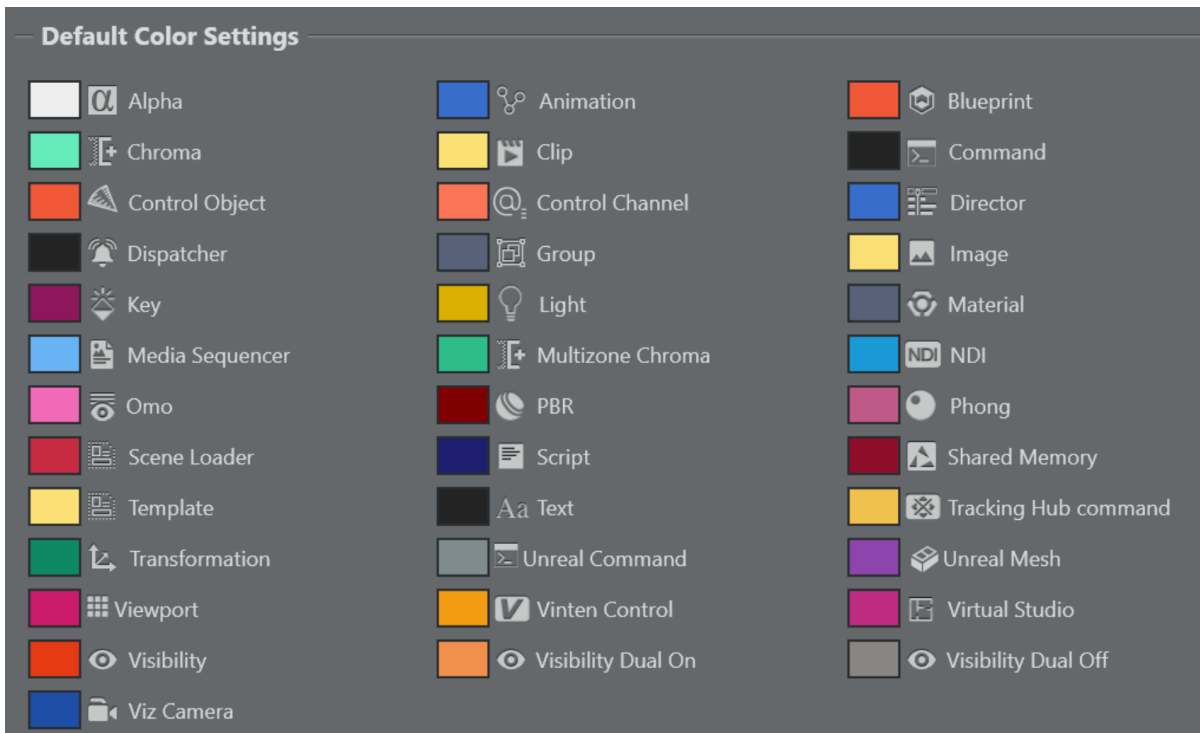 Default Color Settings
α Alpha Animation Blueprint
Chroma Clip Command
Control Object @ Control Channel Director
Dispatcher Group Image
Key Light Material
Media Sequencer Multizone Chroma NDI NDI
Omo PBR Phong
Scene Loader Script Shared Memory
Template Aa Text Tracking Hub command
Transformation Unreal Command Unreal Mesh
Viewport V Vinten Control Virtual Studio
Visibility Visibility Dual On Visibility Dual Off
Viz Camera